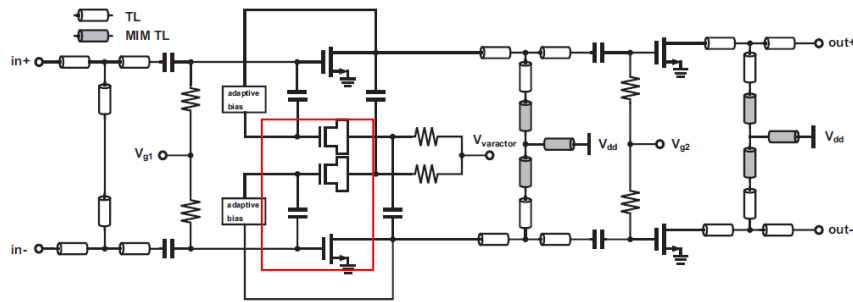 TL
MIM TL
in+
out+
adaptive
bias
Vg1
Vvaractor
Vdd
Vg2
Vdd
adaptive
bias
in-
out-